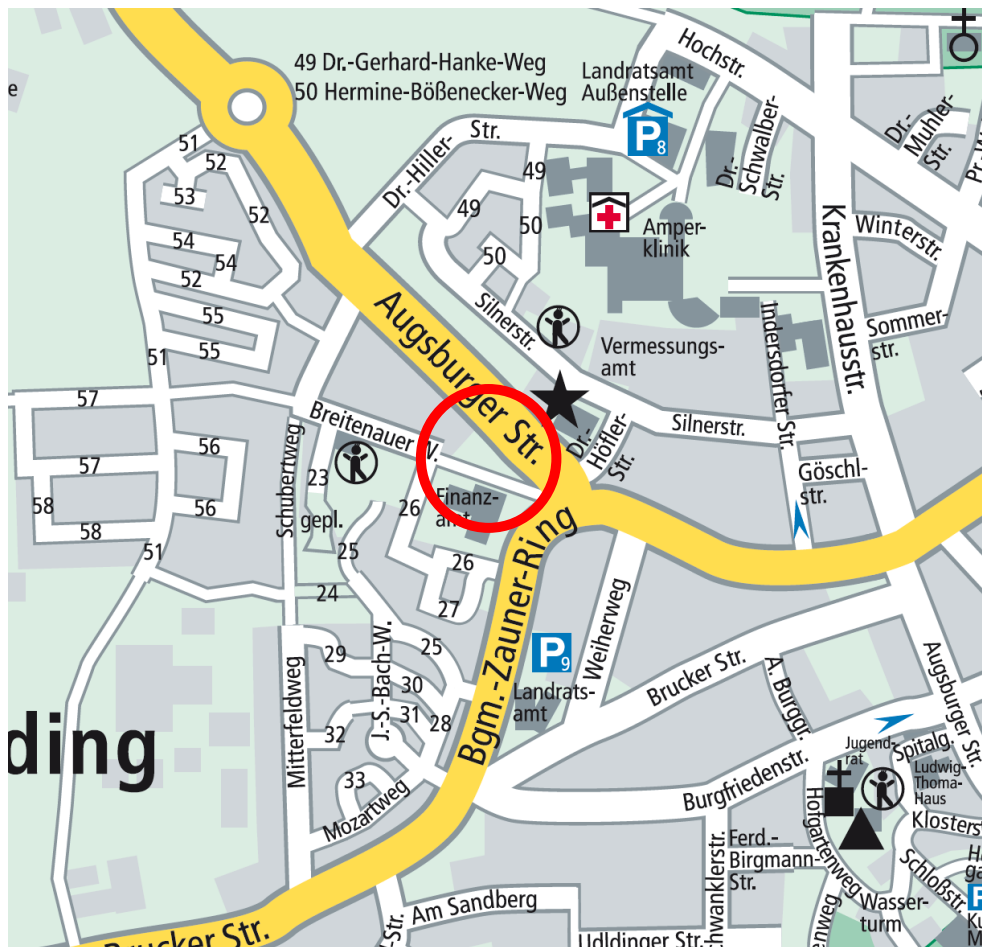 49 Dr.-Gerhard-Hanke-Weg
50 Hermine-Bößenecker-Weg
Landratsamt
Außenstelle
P8
Hochstr.
Dr.-
Schwalber-
Str.
Dr.-
Muhler-
Str.
e
51
52
53
52
54
54
52
55
55
51
Dr.-Hiller-
Str.
49
49
50
50
Amper-
klinik
Krankenhausstr.
Winterstr.
Sommer-
str.
Augsburger Str.
Silnerstr.
Vermessungs-
amt
Indersdorfer Str.
Silnerstr.
Dr.-
Höfler-
Str.
Göschl-
str.
57
57
56
56
58
58
51
Breitenauer W.
Schubertweg
23
gepl.
Finanz-
amt
26
26
27
25
25
24
Bgm.-Zauner-Ring
Weiherweg
P9
Landrats-
amt
Brucker Str.
A. Burggr.
Augsburger Str.
Mitterfeldweg
J.-S.-Bach-W.
29
30
31
28
32
33
Mozartweg
ding
Burgfriedenstr.
Jugend-
rat
Spitalg.
Ludwig-
Thoma-
Haus
Hofgartenweg
Schloßstr.
Wasser-
turm
Ferd.-
Birgmann-
Str.
Am Sandberg
Brucker Str.
-Str.
Udldinger Str.
P